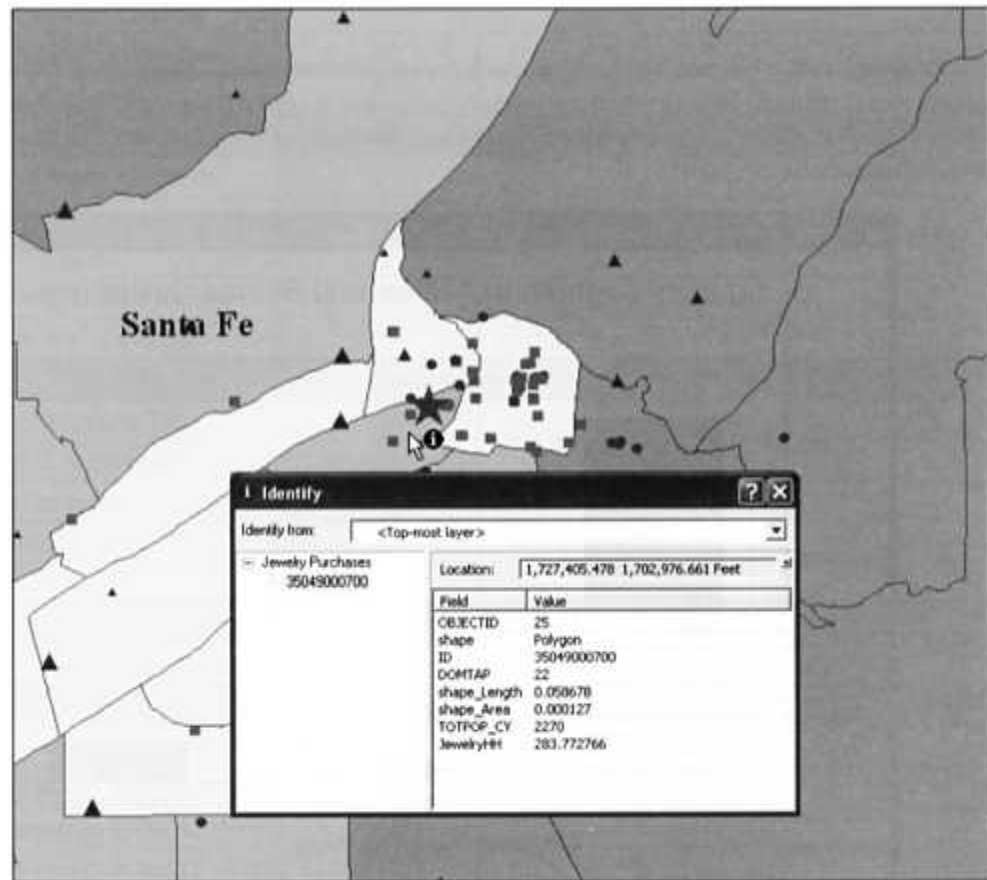 Santa Fe
Identify
Identify from: <Top-most layer>
Jewelry Purchases
35049000700
Location: 1,727,405.478 1,702,976.661 Feet
Field Value
OBJECTID 25
shape Polygon
ID 35049000700
DOMTAP 22
shape_Length 0.058678
shape_Area 0.000127
TOTPOP_CY 2270
JewelryHH 283.772766